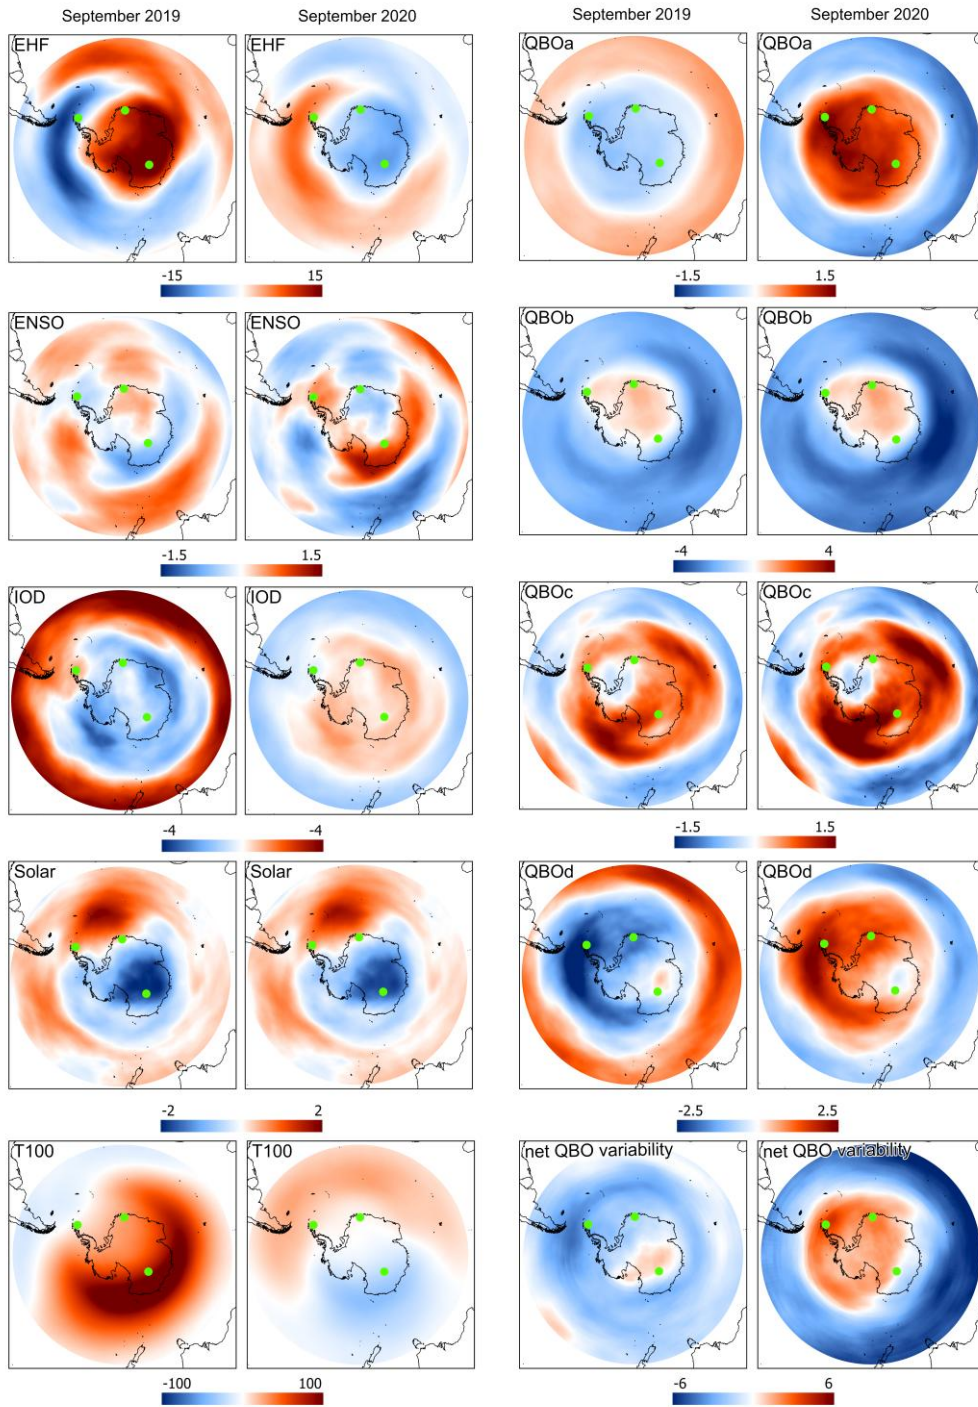 September 2019 September 2020 September 2019 September 2020
EHF EHF QBOa QBOa
-15 15 -1.5 1.5
ENSO ENSO QBOb QBOb
-1.5 1.5 -4 4
IOD IOD QBOc QBOc
-4 -4 -1.5 1.5
Solar Solar QBOd QBOd
-2 2 -2.5 2.5
T100 T100 net QBO variability net QBO variability
-100 100 -6 6